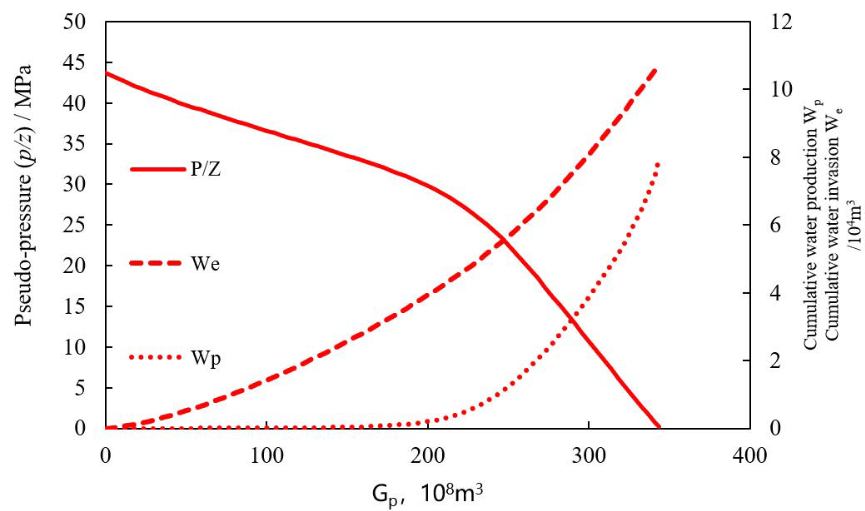 50
45
40
35
30
25
20
15
10
5
0
Pseudo-pressure (p/z) / MPa
P/Z
We
Wp
12
10
8
6
4
2
0
Cumulative water production Wₚ
Cumulative water invasion Wₑ
/10⁴m³
0 100 200 300 400
Gₚ, 10⁸m³